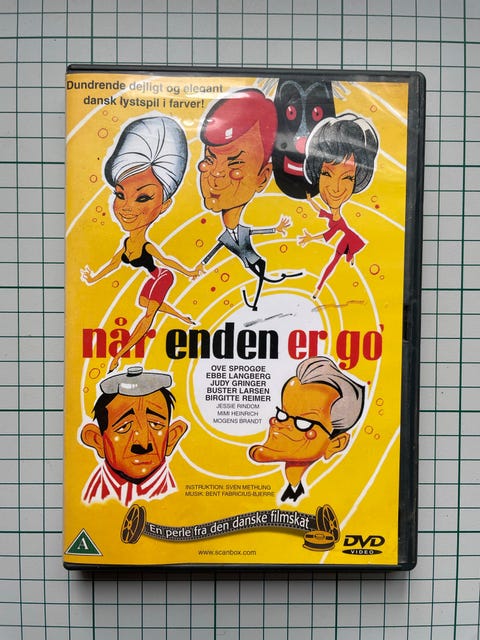 Dundrende dejligt og elegant
dansk lystspil i farver!
når enden er go'
OVE SPROGØE
EBBE LANGBERG
JUDY GRINGER
BUSTER LARSEN
BIRGITTE REIMER
JESSIE RINDOM
MIMI HEINRICH
MOGENS BRANDT
INSTRUKTION: SVEN METHLING
MUSIK: BENT FABRICIUS-BJERRE
En perle fra den danske filmskat
A
www.scanbox.com
DVD
VIDEO